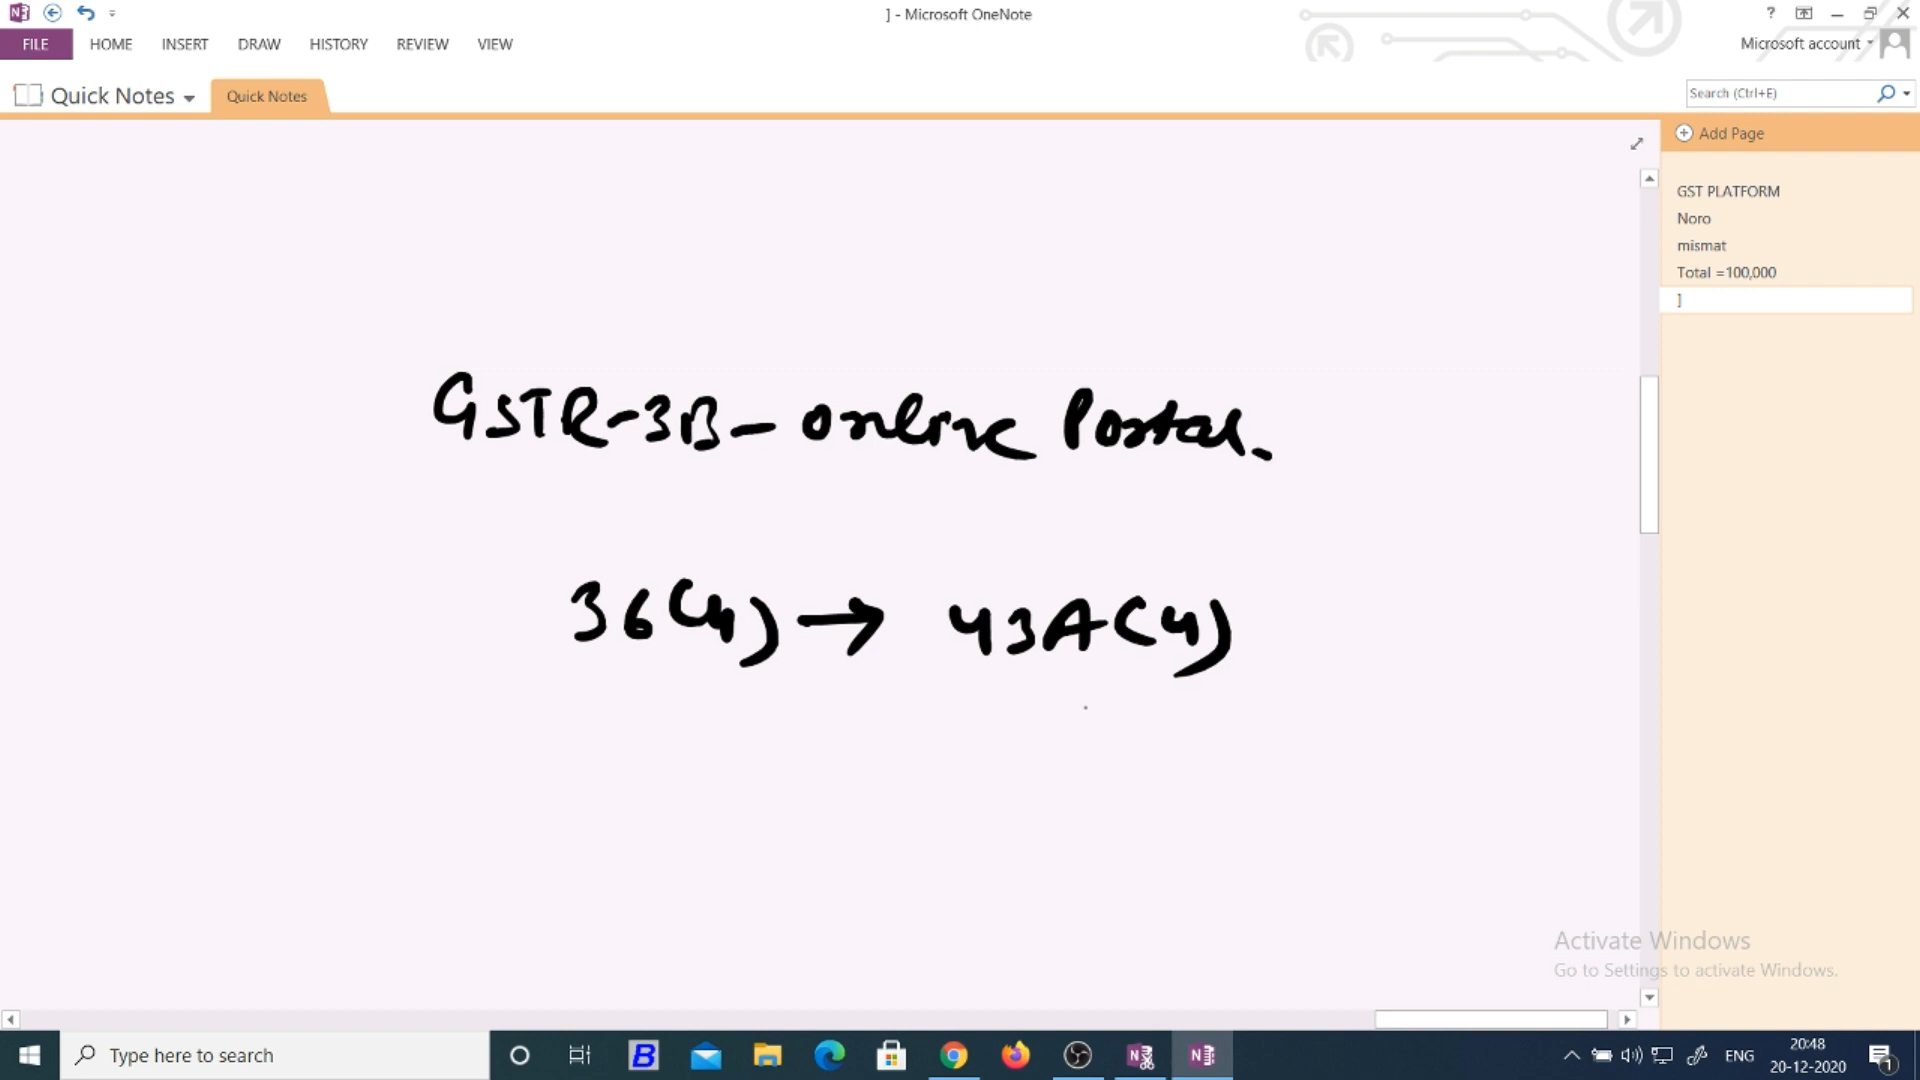 ] - Microsoft OneNote
?
FILE HOME INSERT DRAW HISTORY REVIEW VIEW
Microsoft account
Quick Notes
Quick Notes
Search (Ctrl+E)
Add Page
GST PLATFORM
Noro
mismat
Total =100,000
]
GSTR-3B-online Portal.
36(4) → 43A(4)
Activate Windows
Go to Settings to activate Windows.
Type here to search
B
ENG
20:48
20-12-2020
1